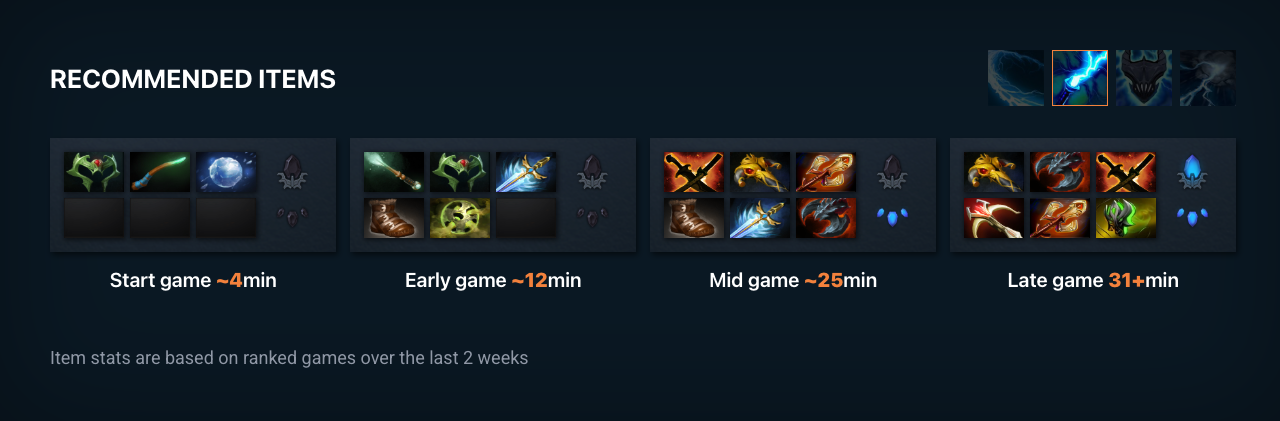 RECOMMENDED ITEMS
Start game ~4min
Early game ~12min
Mid game ~25min
Late game 31+min
Item stats are based on ranked games over the last 2 weeks